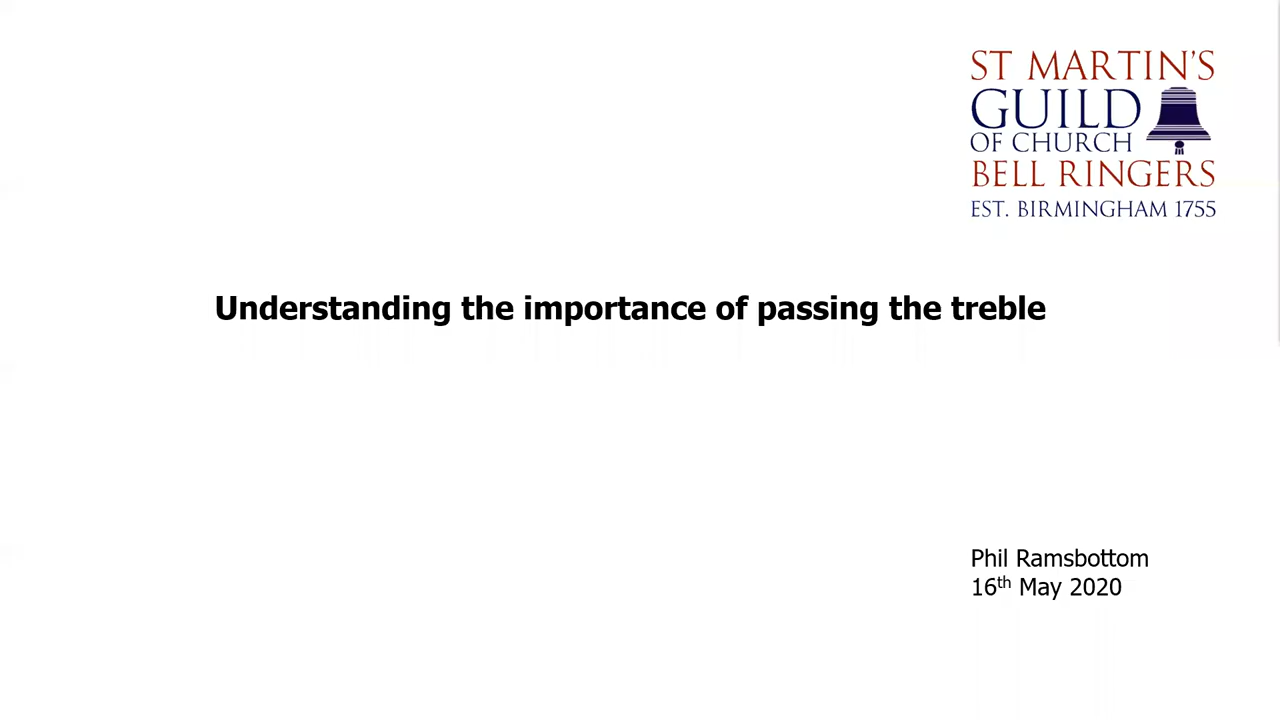 ST MARTIN'S
GUILD
OF CHURCH
BELL RINGERS
EST. BIRMINGHAM 1755
Understanding the importance of passing the treble
Phil Ramsbottom
16th May 2020